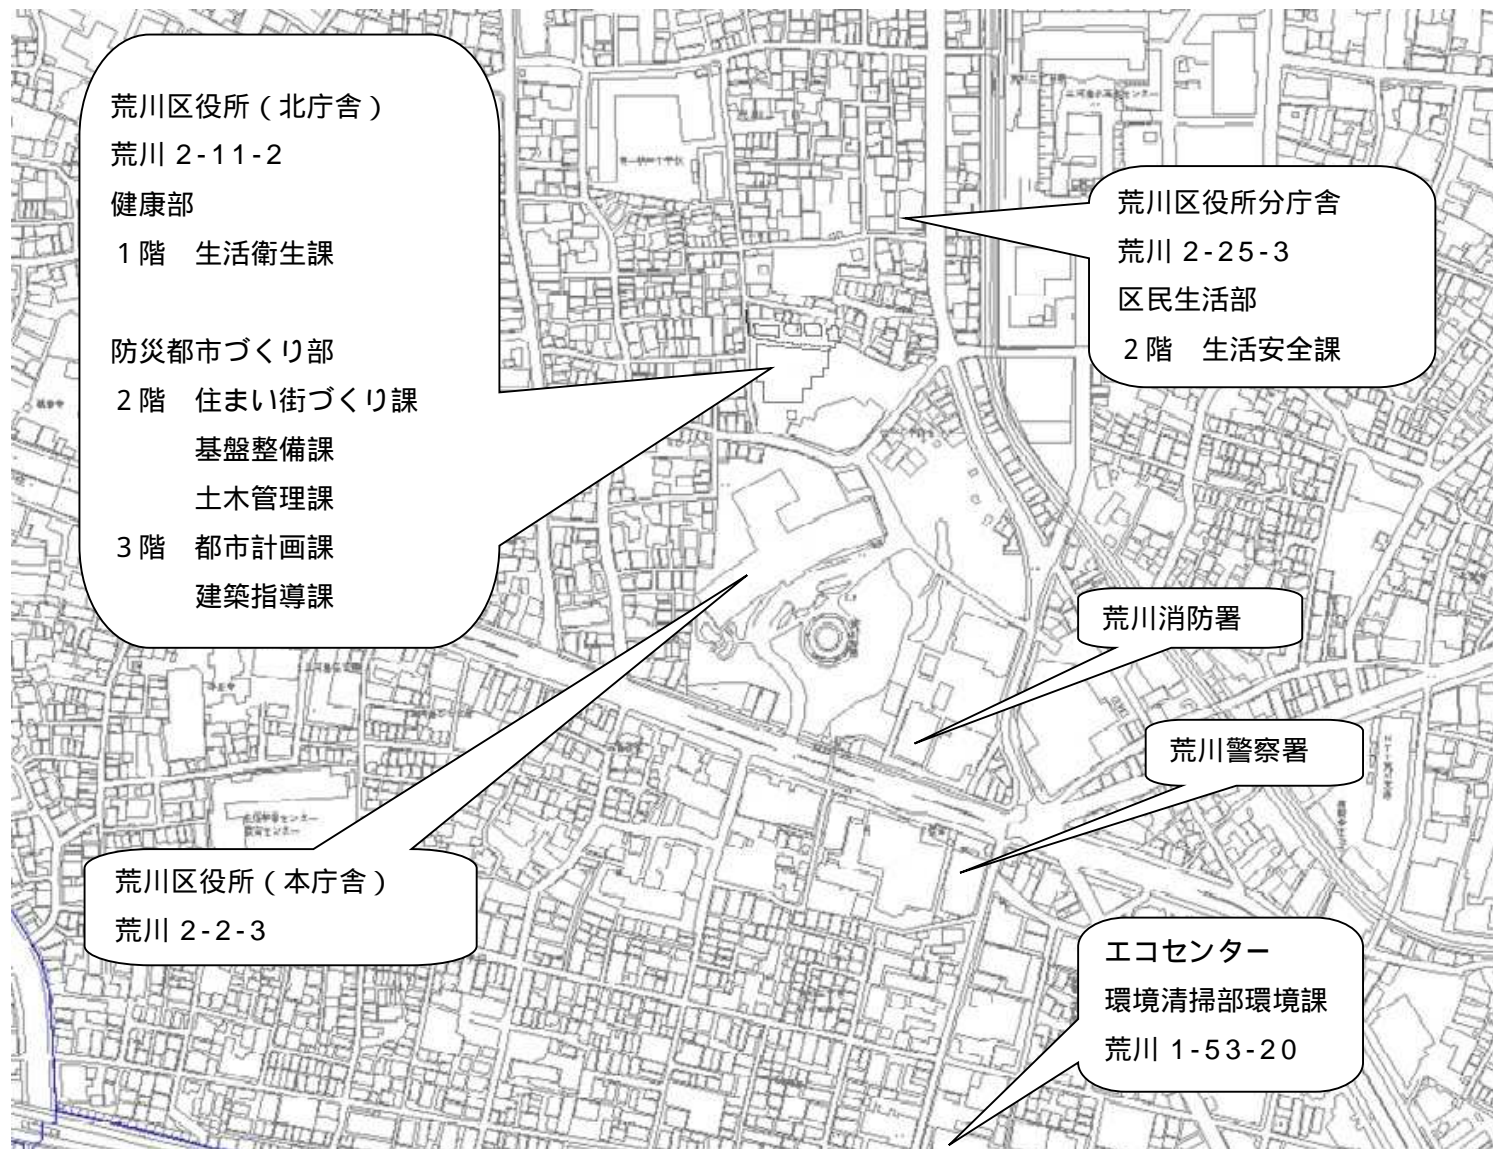 荒川区役所（北庁舎）
荒川 2-11-2
健康部
1階　生活衛生課
防災都市づくり部
2階　住まい街づくり課
基盤整備課
土木管理課
3階　都市計画課
建築指導課
荒川区役所分庁舎
荒川 2-25-3
区民生活部
2階　生活安全課
荒川消防署
荒川警察署
荒川区役所（本庁舎）
荒川 2-2-3
エコセンター
環境清掃部環境課
荒川 1-53-20